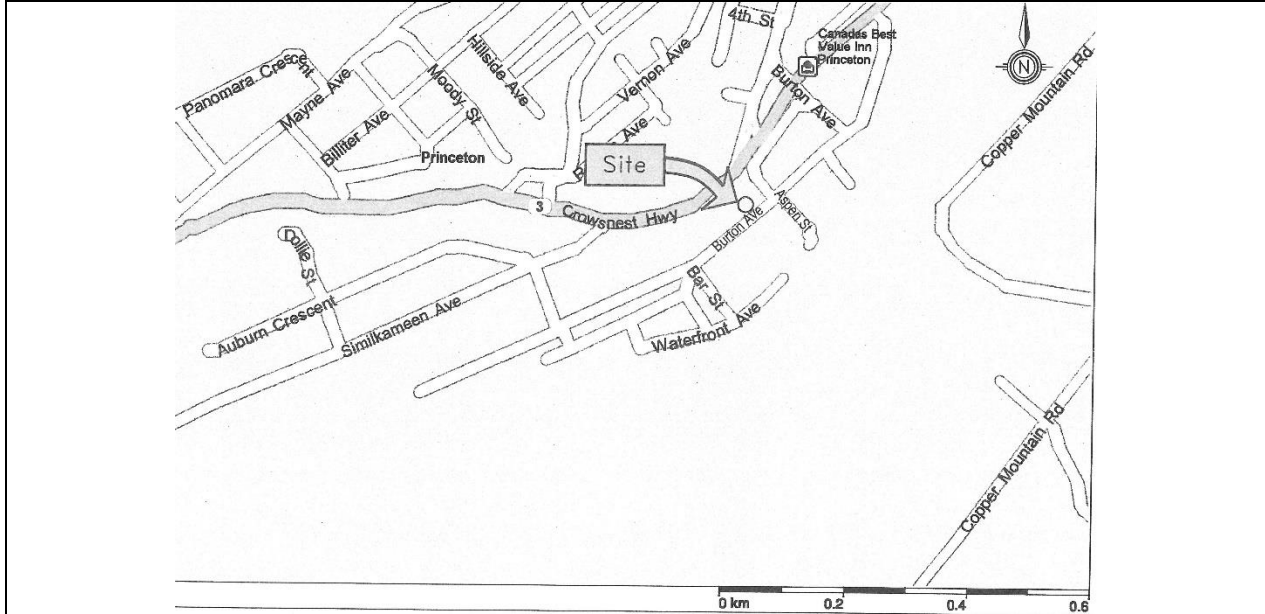 4th St
Canadas Best
Value Inn
Princeton
N
Hillside Ave
Panomara Crescent
Mayne Ave
Moody St
Vernon Ave
Burton Ave
Copper Mountain Rd
Billiter Ave
Princeton
Ave
Site
3
Crowsnest Hwy
Burton Ave
Aspen St
Dollie St
Bar St
Auburn Crescent
Similkameen Ave
Waterfront Ave
Copper Mountain Rd
0 km 0.2 0.4 0.6